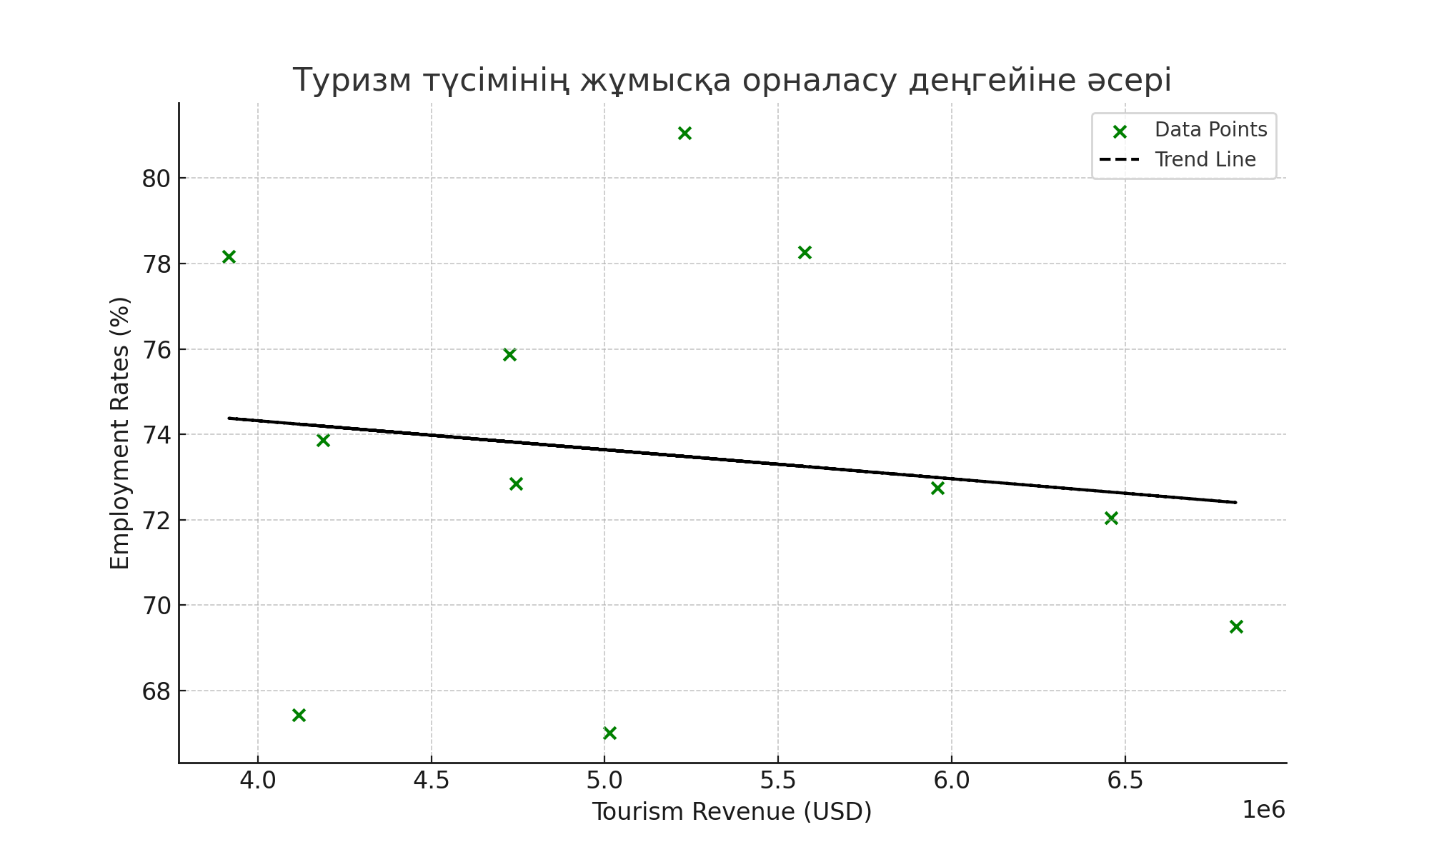 Туризм түсімінің жұмысқа орналасу деңгейіне әсері
Data Points
Trend Line
80
78
76
74
72
70
68
Employment Rates (%)
4.0 4.5 5.0 5.5 6.0 6.5
Tourism Revenue (USD)
1e6